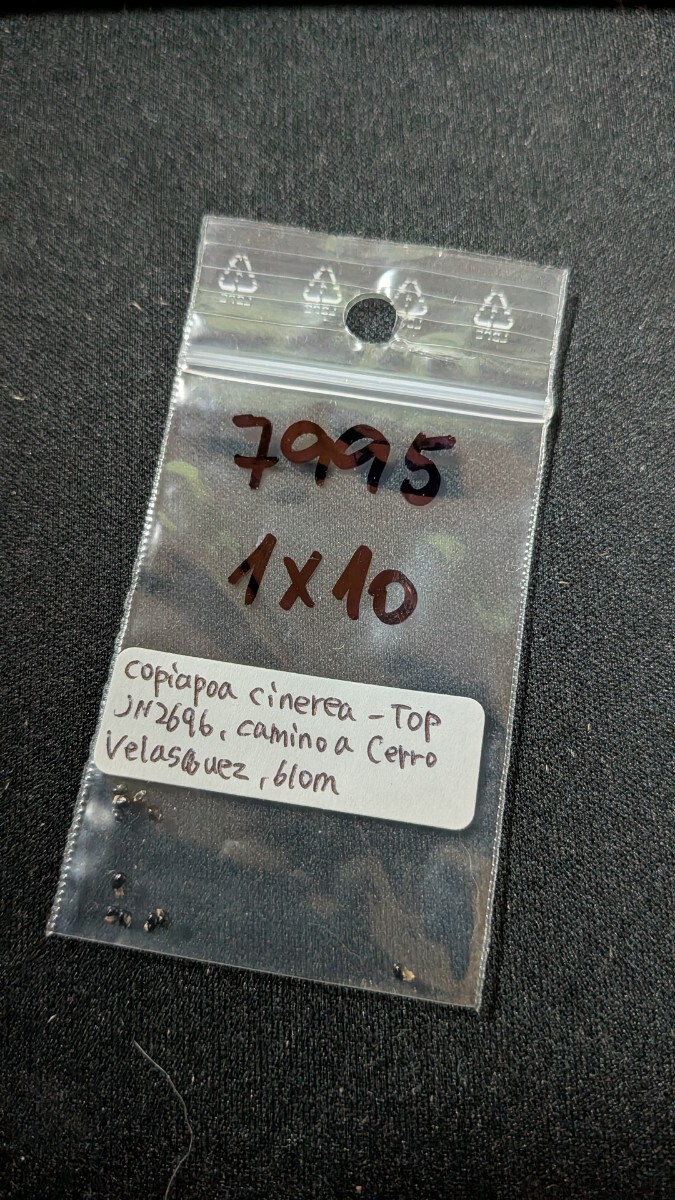 7995
1x10
Copiapoa cinerea - TOP
JN2696, camino a Cerro
Velasquez, 610m